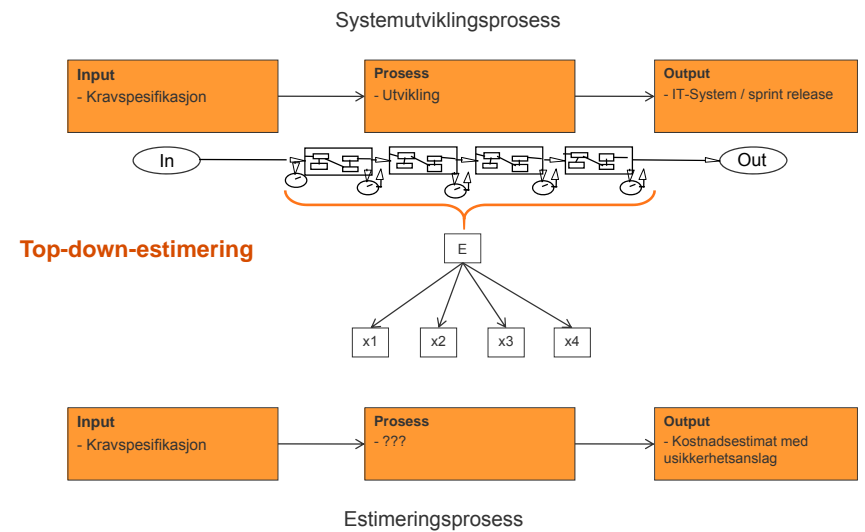 Systemutviklingsprosess
Input
- Kravspesifikasjon
Prosess
- Utvikling
Output
- IT-System / sprint release
In
Out
Top-down-estimering
E
x1
x2
x3
x4
Input
- Kravspesifikasjon
Prosess
- ???
Output
- Kostnadsestimat med
usikkerhetsanslag
Estimeringsprosess